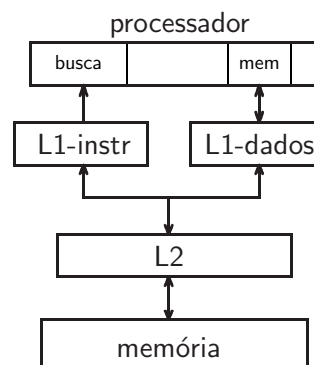 processador
busca mem
L1-instr L1-dados
L2
memória